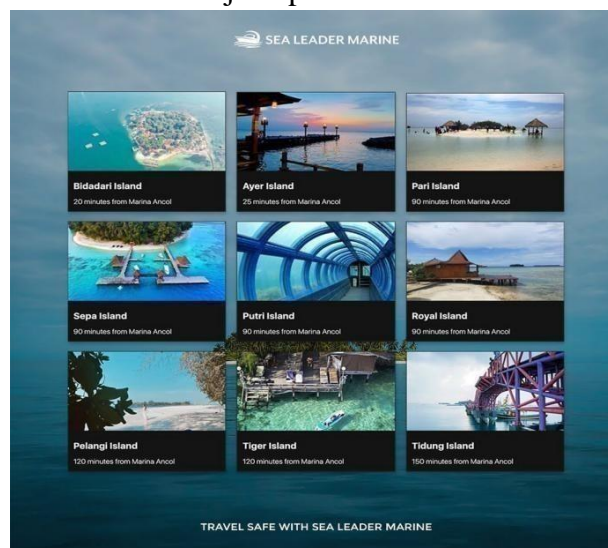 SEA LEADER MARINE
Bidadari Island
20 minutes from Marina Ancol
Ayer Island
25 minutes from Marina Ancol
Pari Island
90 minutes from Marina Ancol
Sepa Island
90 minutes from Marina Ancol
Putri Island
90 minutes from Marina Ancol
Royal Island
90 minutes from Marina Ancol
Pelangi Island
120 minutes from Marina Ancol
Tiger Island
120 minutes from Marina Ancol
Tidung Island
150 minutes from Marina Ancol
TRAVEL SAFE WITH SEA LEADER MARINE